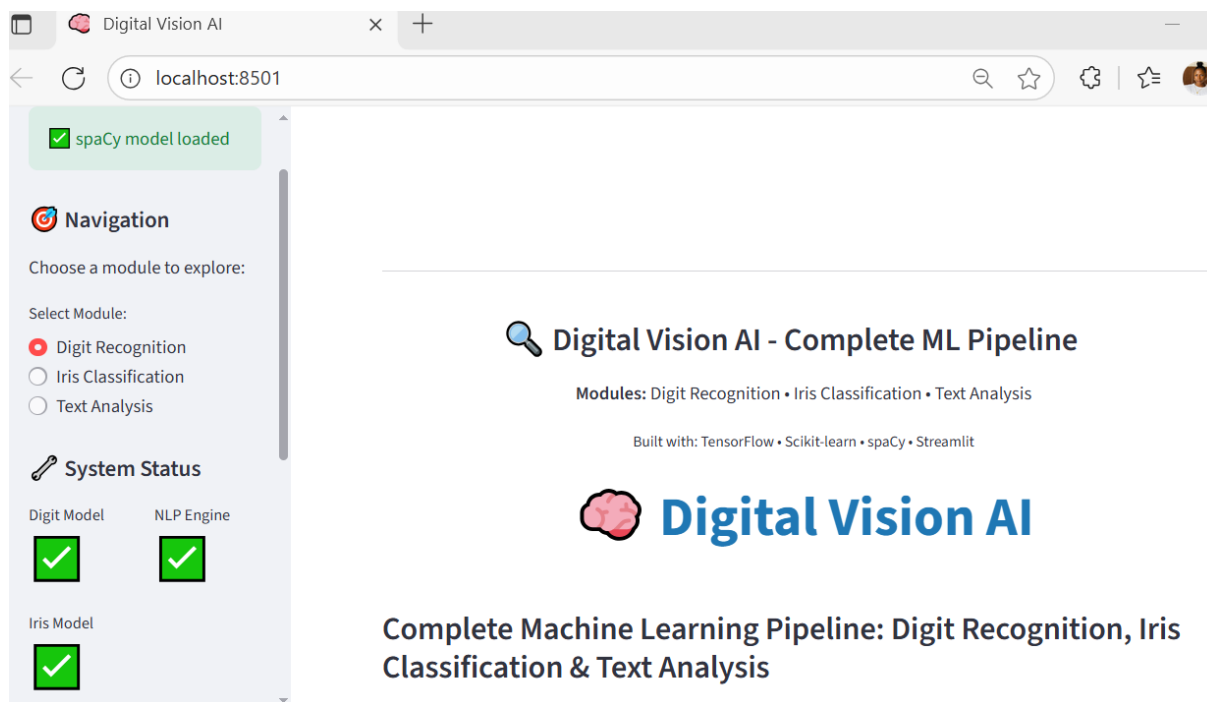 Digital Vision AI
localhost:8501
spaCy model loaded
Navigation
Choose a module to explore:
Select Module:
Digit Recognition
Iris Classification
Text Analysis
System Status
Digit Model NLP Engine
Iris Model
Digital Vision AI - Complete ML Pipeline
Modules: Digit Recognition • Iris Classification • Text Analysis
Built with: TensorFlow • Scikit-learn • spaCy • Streamlit
Digital Vision AI
Complete Machine Learning Pipeline: Digit Recognition, Iris
Classification & Text Analysis